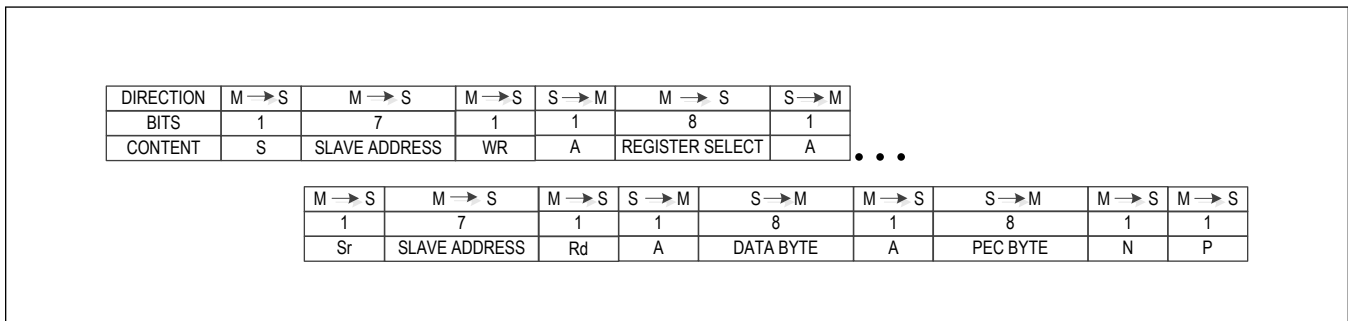 DIRECTION M → S M → S M → S S → M M → S S → M
BITS 1 7 1 1 8 1
CONTENT S SLAVE ADDRESS WR A REGISTER SELECT A • • •
M → S M → S M → S S → M S → M M → S S → M M → S M → S
1 7 1 1 8 1 8 1 1
Sr SLAVE ADDRESS Rd A DATA BYTE A PEC BYTE N P